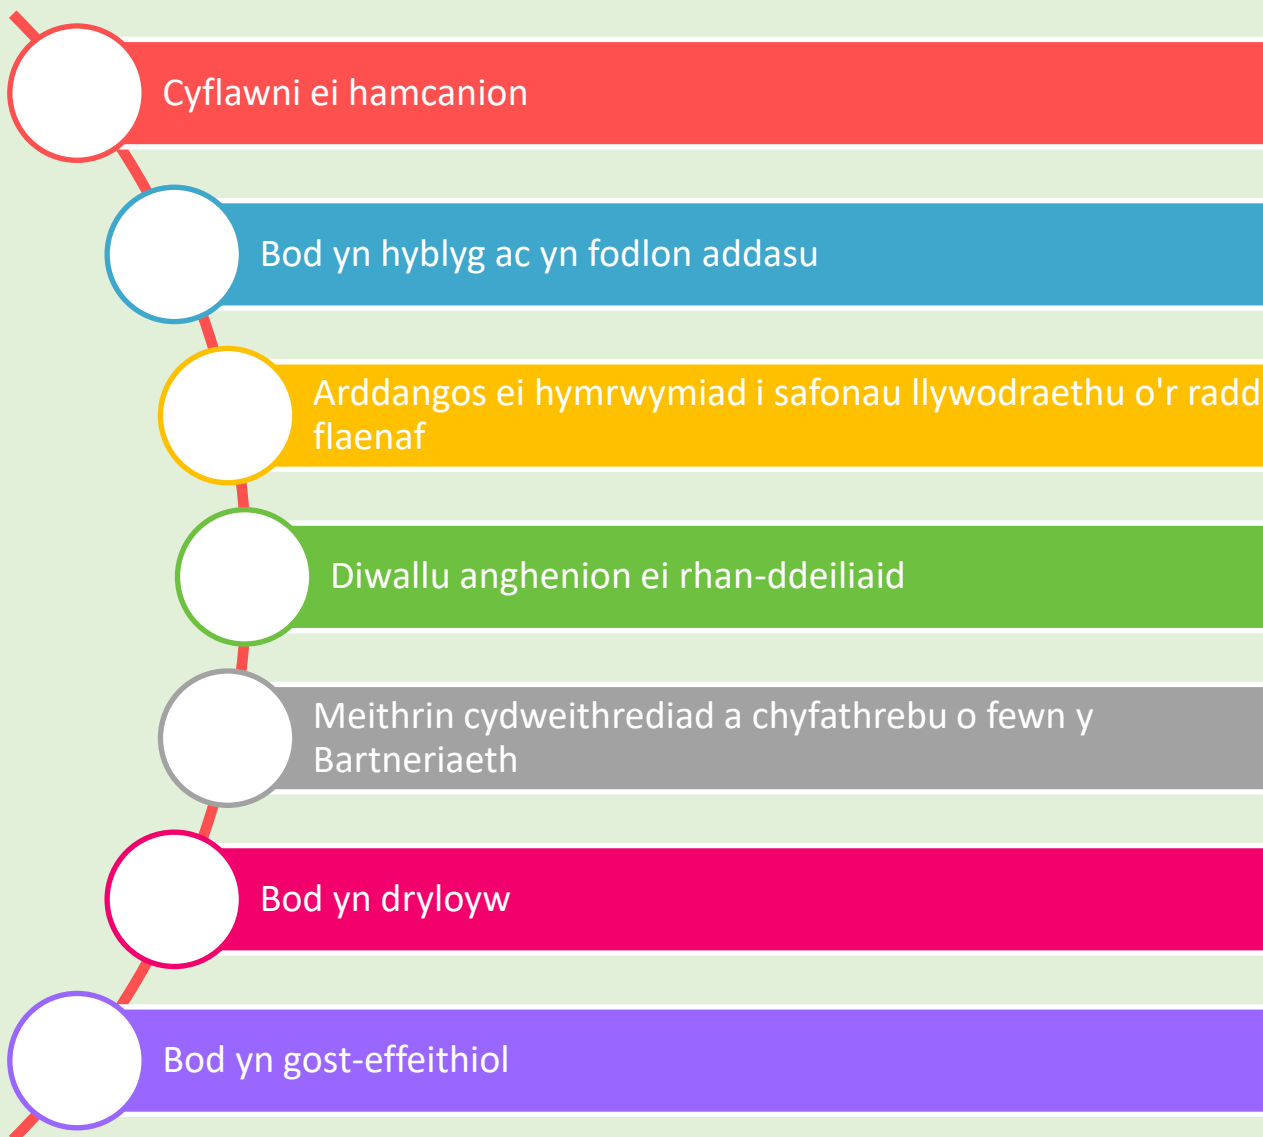 Cyflawni ei hamcanion
Bod yn hyblyg ac yn fodlon addasu
Arddangos ei hymrwymiad i safonau llywodraethu o'r radd
flaenaf
Diwallu anghenion ei rhan-ddeiliaid
Meithrin cydweithrediad a chyfathrebu o fewn y
Bartneriaeth
Bod yn dryloyw
Bod yn gost-effeithiol